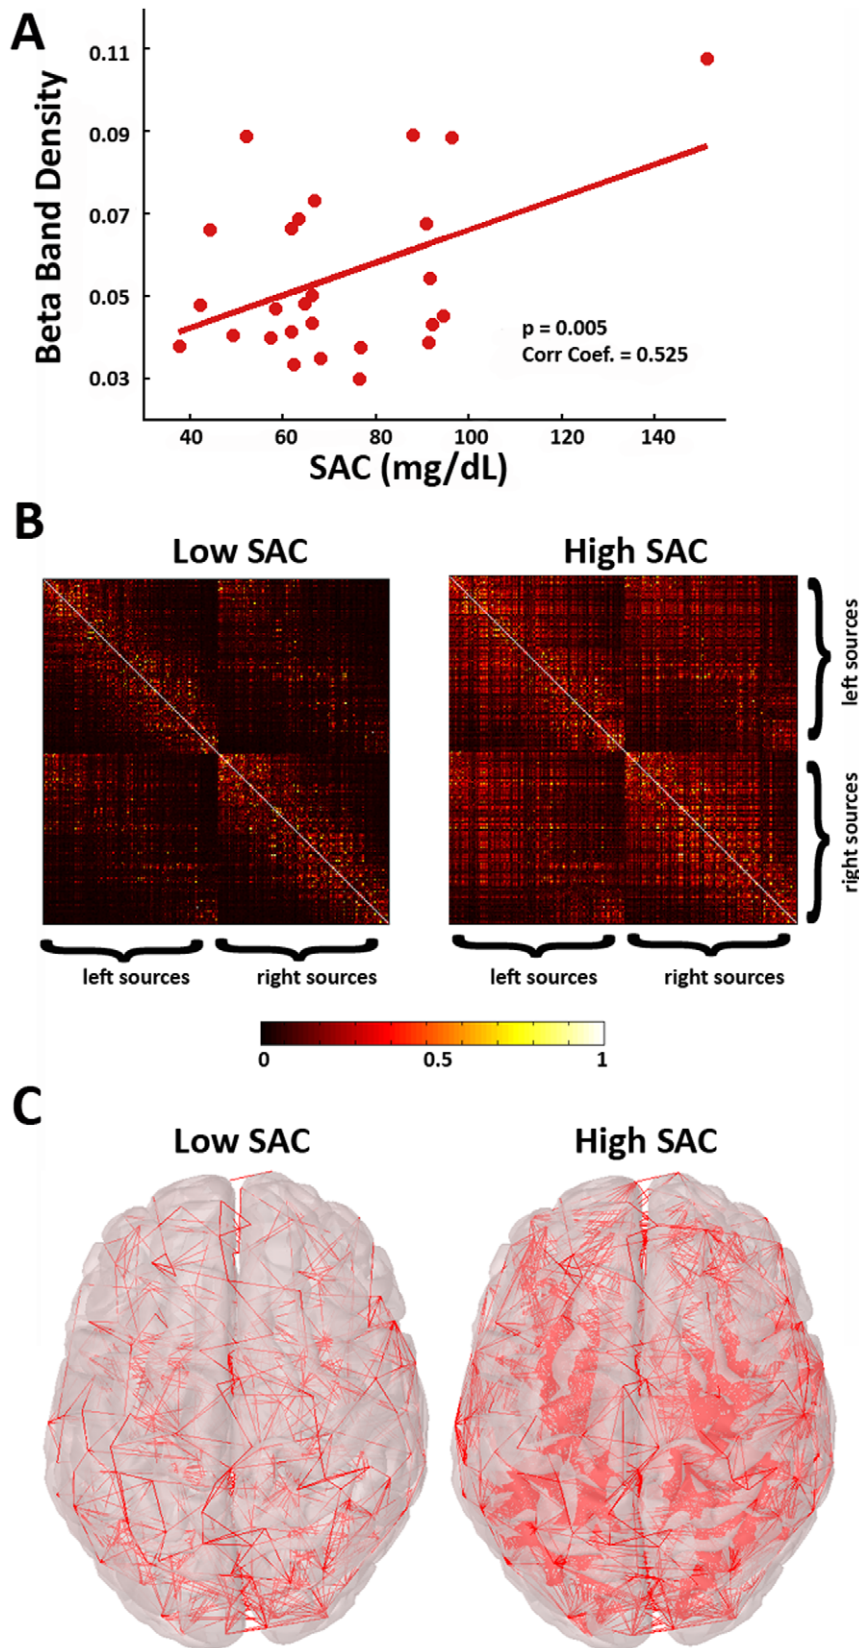 A
Beta Band Density
0.11
0.09
0.07
0.05
0.03
p = 0.005
Corr Coef. = 0.525
40 60 80 100 120 140
SAC (mg/dL)
B
Low SAC High SAC
left sources
right sources
left sources right sources left sources right sources
0 0.5 1
C
Low SAC High SAC